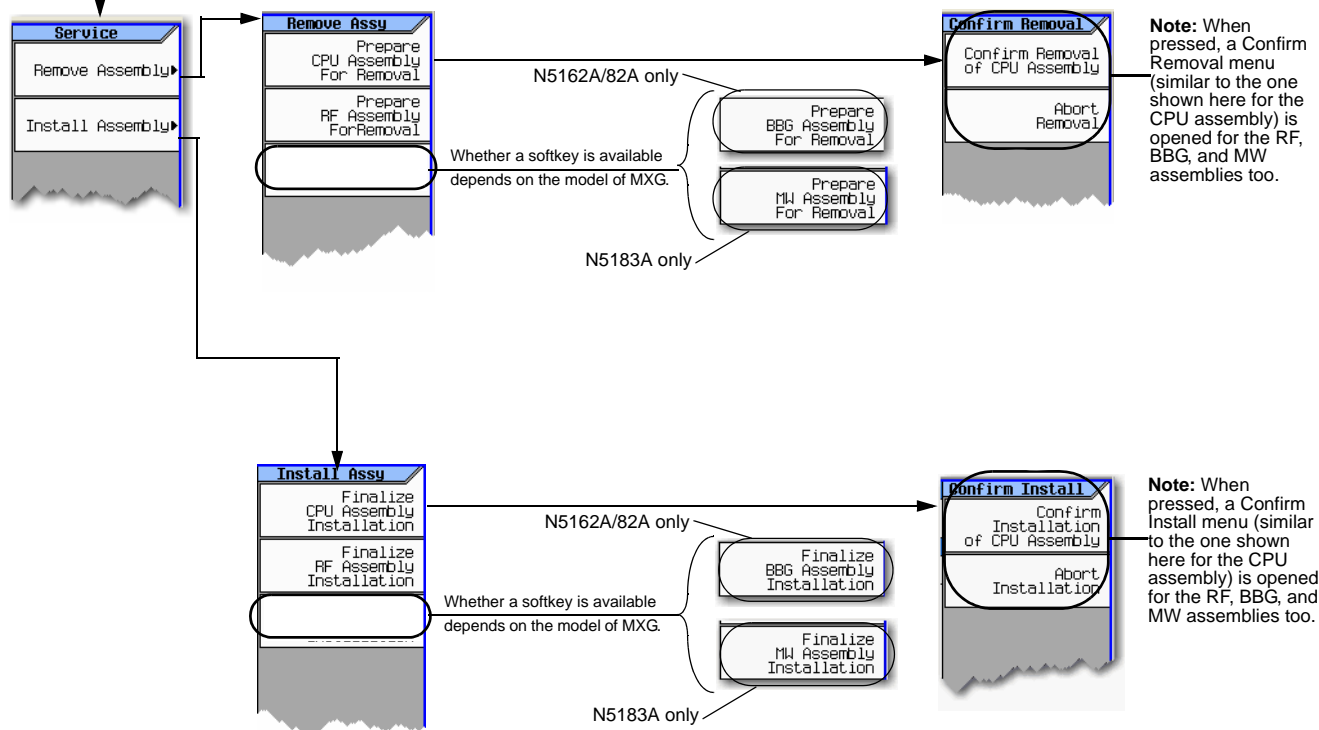 Service
Remove Assembly
Install Assembly
Remove Assy
Prepare
CPU Assembly
For Removal
Prepare
RF Assembly
ForRemoval
N5162A/82A only
Whether a softkey is available
depends on the model of MXG.
Prepare
BBG Assembly
For Removal
Prepare
MW Assembly
For Removal
N5183A only
Confirm Removal
Confirm Removal
of CPU Assembly
Abort
Removal
Note: When
pressed, a Confirm
Removal menu
(similar to the one
shown here for the
CPU assembly) is
opened for the RF,
BBG, and MW
assemblies too.
Install Assy
Finalize
CPU Assembly
Installation
Finalize
RF Assembly
Installation
N5162A/82A only
Whether a softkey is available
depends on the model of MXG.
Finalize
BBG Assembly
Installation
Finalize
MW Assembly
Installation
N5183A only
Confirm Install
Confirm
Installation
of CPU Assembly
Abort
Installation
Note: When
pressed, a Confirm
Install menu (similar
to the one shown
here for the CPU
assembly) is opened
for the RF, BBG, and
MW assemblies too.